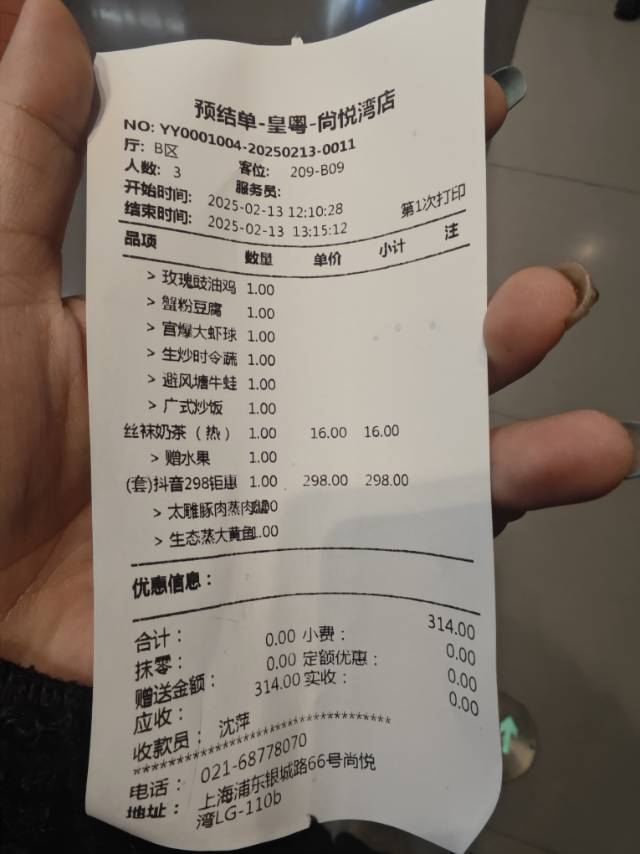 预结单-皇粤-尚悦湾店
NO: YY0001004-20250213-0011
厅: B区
人数: 3 客位: 209-B09
服务员:
开始时间: 2025-02-13 12:10:28
结束时间: 2025-02-13 13:15:12 第1次打印
品项 数量 单价 小计 注
> 玫瑰豉油鸡 1.00
> 蟹粉豆腐 1.00
> 宫爆大虾球 1.00
> 生炒时令蔬 1.00
> 避风塘牛蛙 1.00
> 广式炒饭 1.00
丝袜奶茶（热） 1.00 16.00 16.00
> 赠水果 1.00
(套)抖音298钜惠 1.00 298.00 298.00
> 太雕豚肉蒸肉
> 生态蒸大黄鱼1.00
优惠信息：
合计： 314.00
抹零： 0.00 小费： 0.00
赠送金额： 0.00 定额优惠： 0.00
应收： 314.00 实收： 0.00
收款员： 沈萍
****************************************
电话： 021-68778070
地址： 上海浦东银城路66号尚悦
湾LG-110b